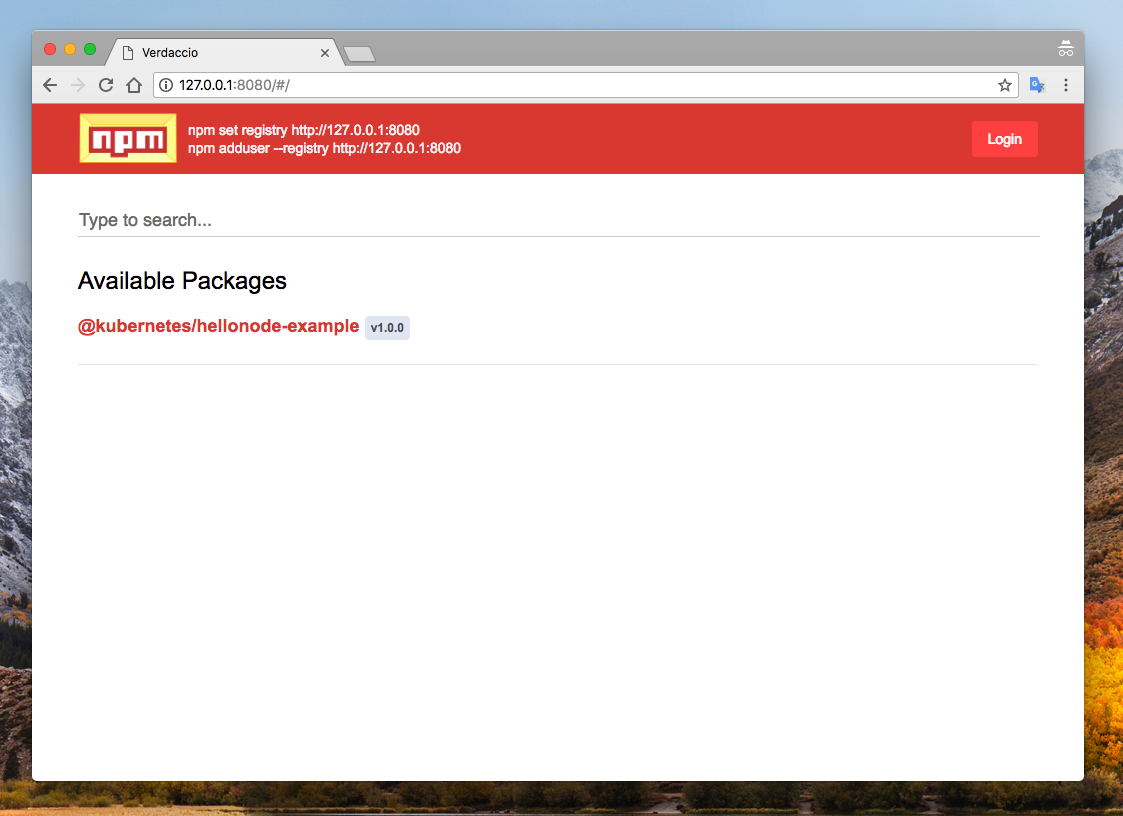 Verdaccio
127.0.0.1:8080/#/
npm
npm set registry http://127.0.0.1:8080
npm adduser --registry http://127.0.0.1:8080
Login
Type to search...
Available Packages
@kubernetes/hellonode-example v1.0.0